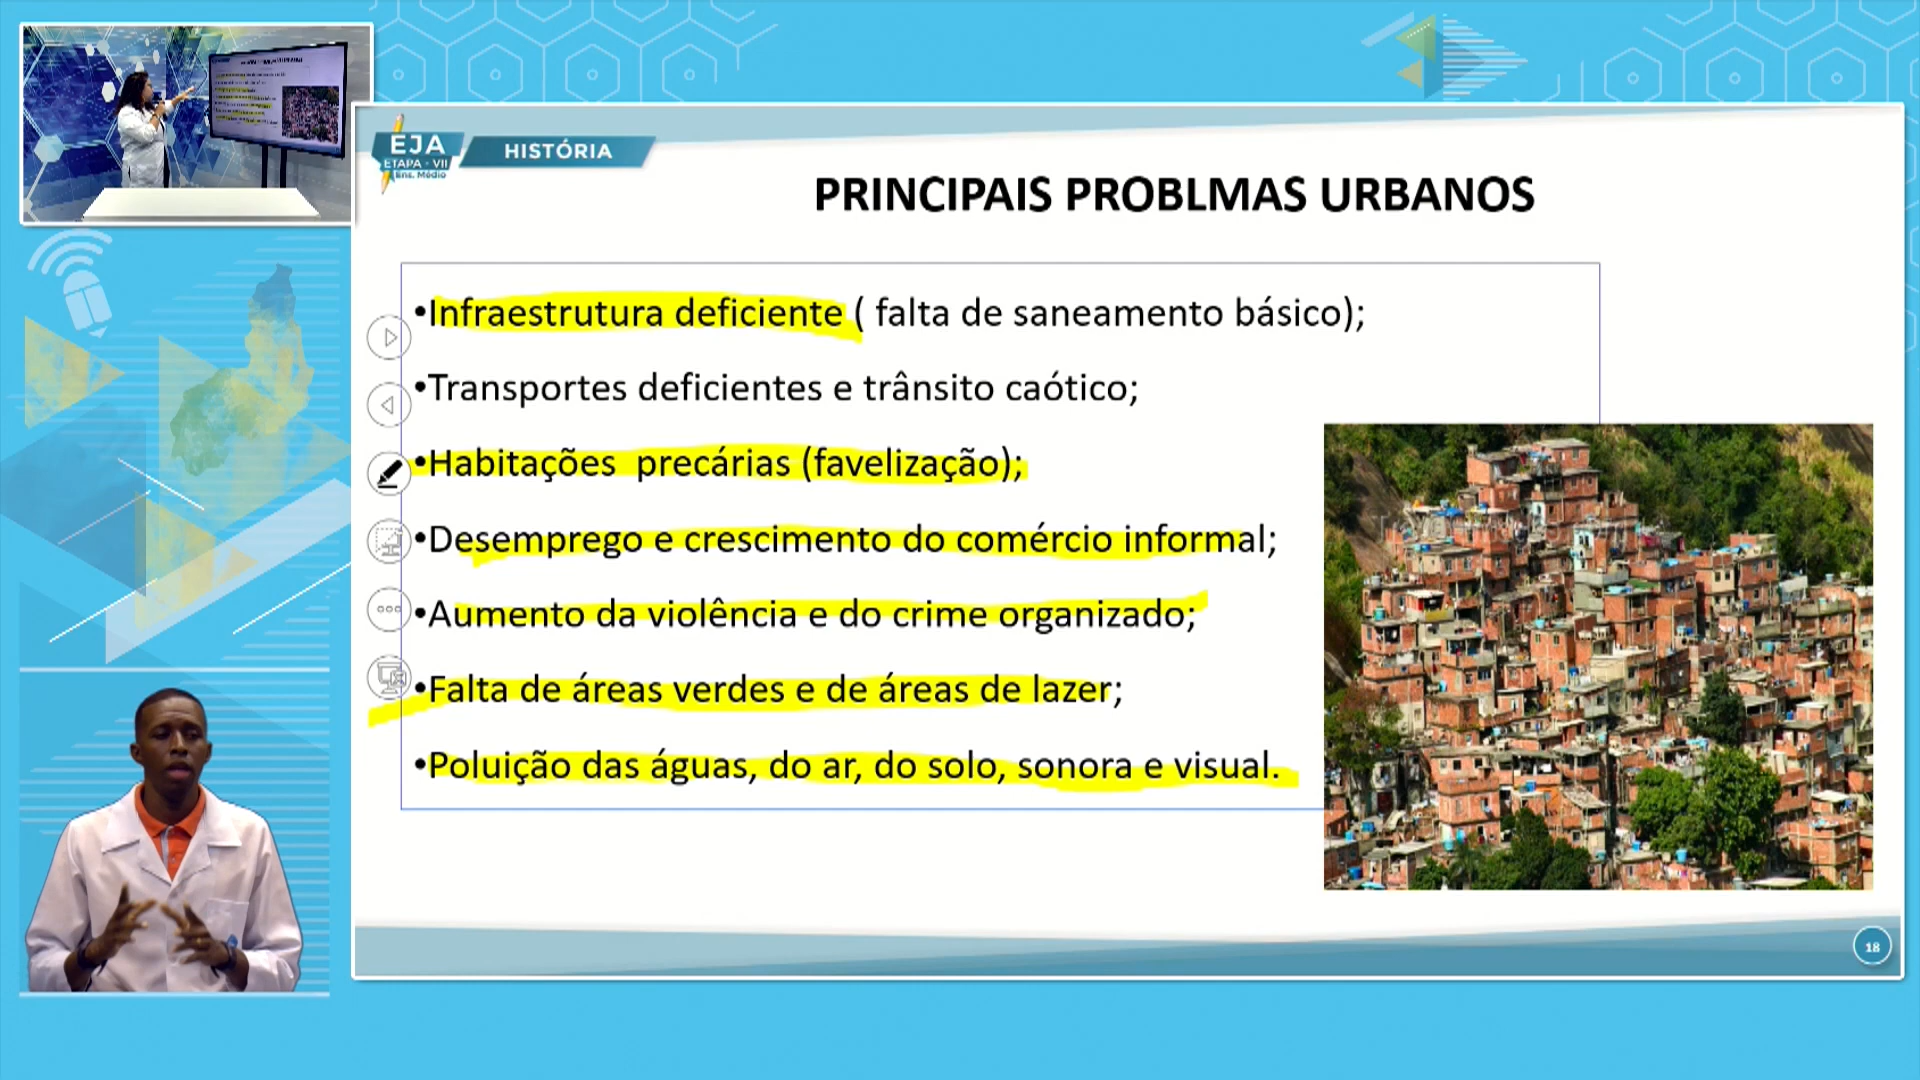 EJA
ETAPA - VII
Ens. Médio
HISTÓRIA
PRINCIPAIS PROBLMAS URBANOS
•Infraestrutura deficiente ( falta de saneamento básico);
•Transportes deficientes e trânsito caótico;
•Habitações  precárias (favelização);
•Desemprego e crescimento do comércio informal;
•Aumento da violência e do crime organizado;
•Falta de áreas verdes e de áreas de lazer;
•Poluição das águas, do ar, do solo, sonora e visual.
18